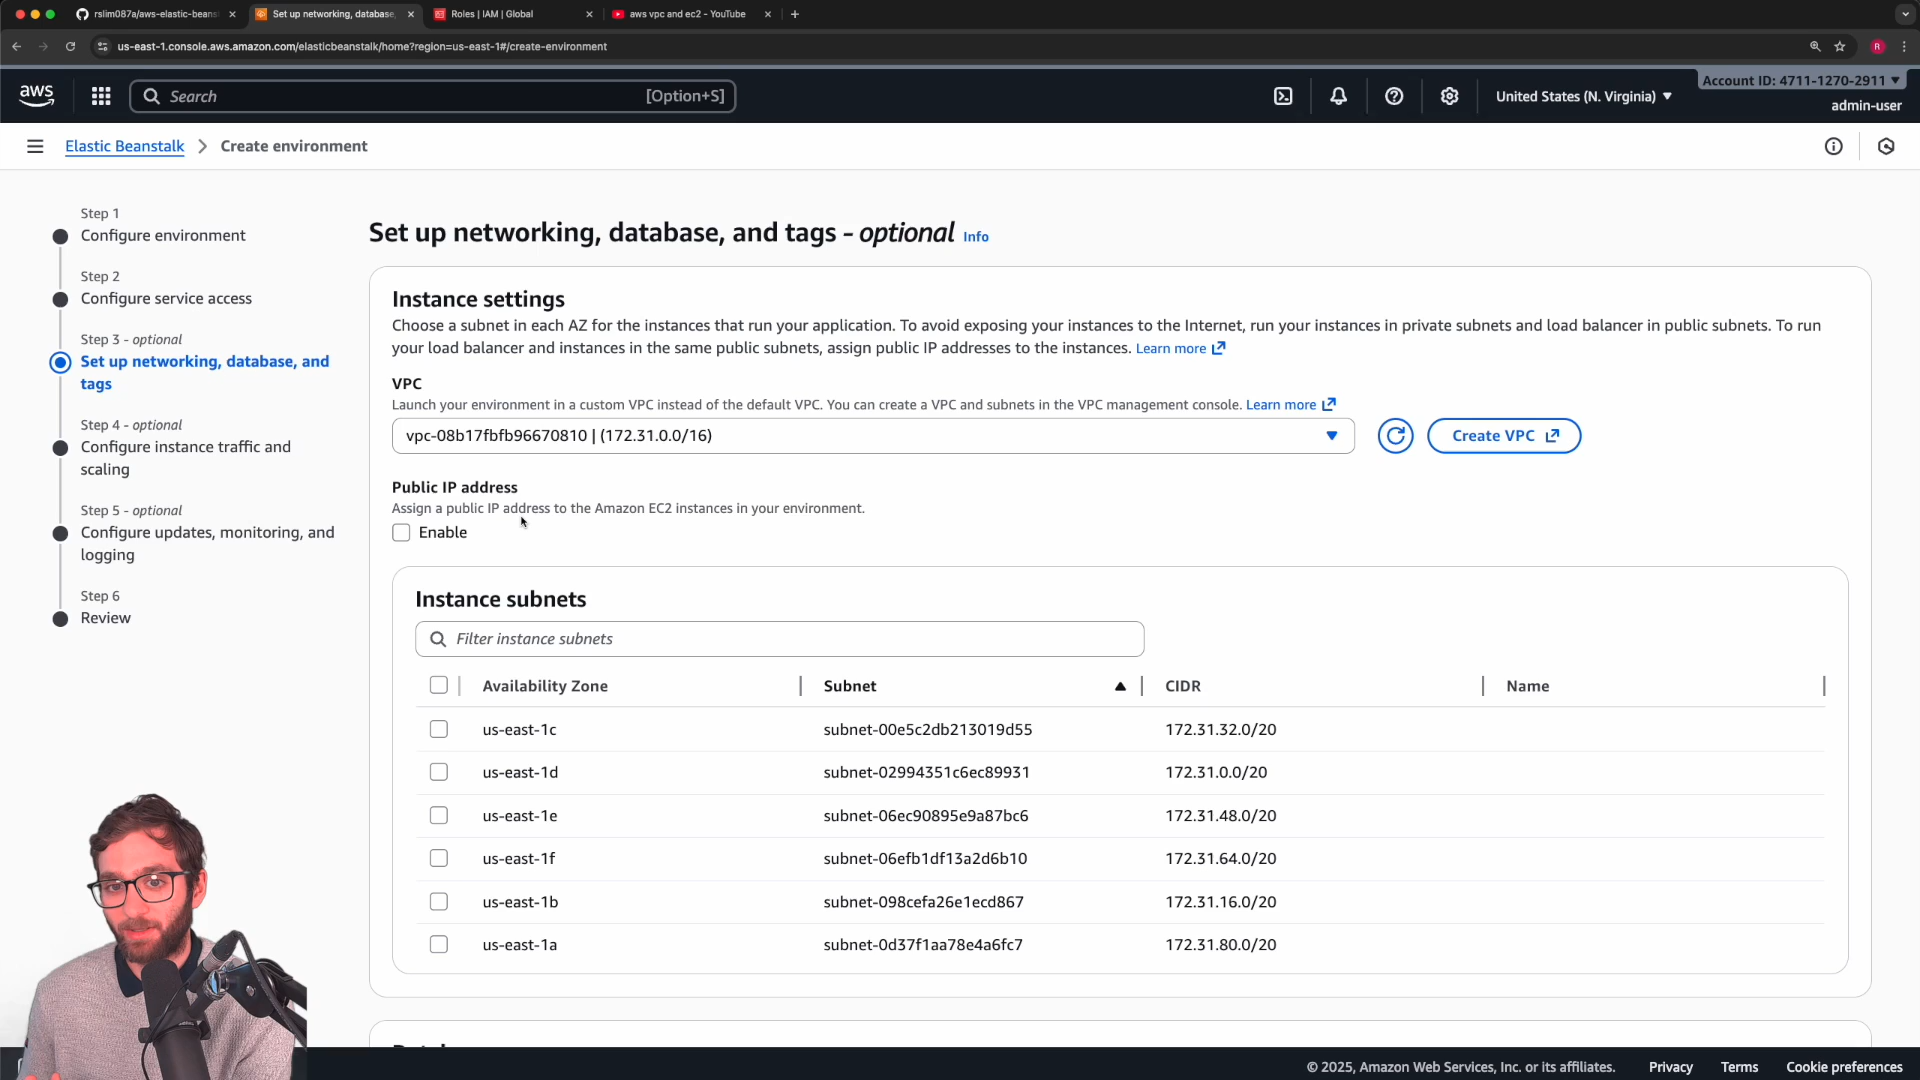 rslim087a/aws-elastic-beans
Set up networking, database,
Roles | IAM | Global
aws vpc and ec2 - YouTube
us-east-1.console.aws.amazon.com/elasticbeanstalk/home?region=us-east-1#/create-environment
R
aws
Search
[Option+S]
United States (N. Virginia)
Account ID: 4711-1270-2911
admin-user
Elastic Beanstalk
Create environment
Step 1
Configure environment
Step 2
Configure service access
Step 3 - optional
Set up networking, database, and
tags
Step 4 - optional
Configure instance traffic and
scaling
Step 5 - optional
Configure updates, monitoring, and
logging
Step 6
Review
Set up networking, database, and tags - optional Info
Instance settings
Choose a subnet in each AZ for the instances that run your application. To avoid exposing your instances to the Internet, run your instances in private subnets and load balancer in public subnets. To run
your load balancer and instances in the same public subnets, assign public IP addresses to the instances. Learn more
VPC
Launch your environment in a custom VPC instead of the default VPC. You can create a VPC and subnets in the VPC management console. Learn more
vpc-08b17fbfb96670810 | (172.31.0.0/16)
Create VPC
Public IP address
Assign a public IP address to the Amazon EC2 instances in your environment.
Enable
Instance subnets
Filter instance subnets
Availability Zone Subnet CIDR Name
us-east-1c subnet-00e5c2db213019d55 172.31.32.0/20
us-east-1d subnet-02994351c6ec89931 172.31.0.0/20
us-east-1e subnet-06ec90895e9a87bc6 172.31.48.0/20
us-east-1f subnet-06efb1df13a2d6b10 172.31.64.0/20
us-east-1b subnet-098cefa26e1ecd867 172.31.16.0/20
us-east-1a subnet-0d37f1aa78e4a6fc7 172.31.80.0/20
© 2025, Amazon Web Services, Inc. or its affiliates.
Privacy
Terms
Cookie preferences